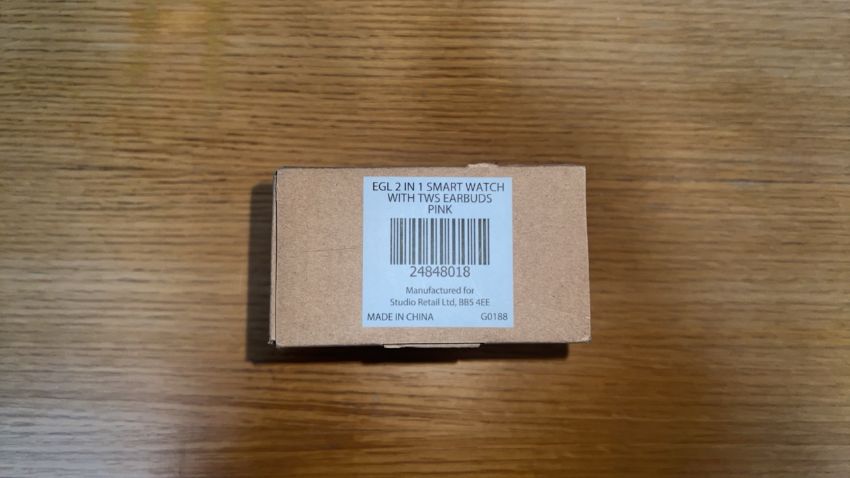 EGL 2 IN 1 SMART WATCH
WITH TWS EARBUDS
PINK
24848018
Manufactured for
Studio Retail Ltd, BB5 4EE
MADE IN CHINA G0188